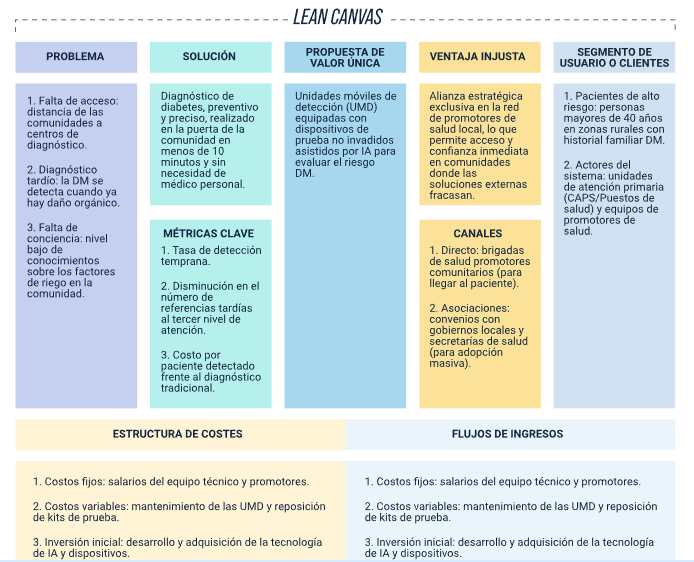 LEAN CANVAS
PROBLEMA
1. Falta de acceso:
distancia de las
comunidades a
centros de
diagnóstico.
2. Diagnóstico
tardío: la DM se
detecta cuando ya
hay daño orgánico.
3. Falta de
conciencia: nivel
bajo de
conocimientos
sobre los factores
de riego en la
comunidad.
SOLUCIÓN
Diagnóstico de
diabetes, preventivo
y preciso, realizado
en la puerta de la
comunidad en
menos de 10
minutos y sin
necesidad de
médico personal.
MÉTRICAS CLAVE
1. Tasa de detección
temprana.
2. Disminución en el
número de
referencias tardías
al tercer nivel de
atención.
3. Costo por
paciente detectado
frente al diagnóstico
tradicional.
PROPUESTA DE
VALOR ÚNICA
Unidades móviles de
detección (UMD)
equipadas con
dispositivos de
prueba no invadidos
asistidos por IA para
evaluar el riesgo
DM.
VENTAJA INJUSTA
Alianza estratégica
exclusiva en la red
de promotores de
salud local, lo que
permite acceso y
confianza inmediata
en comunidades
donde las
soluciones externas
fracasan.
CANALES
1. Directo: brigadas
de salud promotores
comunitarios (para
llegar al paciente).
2. Asociaciones:
convenios con
gobiernos locales y
secretarías de salud
(para adopción
masiva).
SEGMENTO DE
USUARIO O CLIENTES
1. Pacientes de alto
riesgo: personas
mayores de 40 años
en zonas rurales con
historial familiar DM.
2. Actores del
sistema: unidades
de atención primaria
(CAPS/Puestos de
salud) y equipos de
promotores de
salud.
ESTRUCTURA DE COSTES
1. Costos fijos: salarios del equipo técnico y promotores.
2. Costos variables: mantenimiento de las UMD y reposición
de kits de prueba.
3. Inversión inicial: desarrollo y adquisición de la tecnología
de IA y dispositivos.
FLUJOS DE INGRESOS
1. Costos fijos: salarios del equipo técnico y promotores.
2. Costos variables: mantenimiento de las UMD y reposición
de kits de prueba.
3. Inversión inicial: desarrollo y adquisición de la tecnología
de IA y dispositivos.